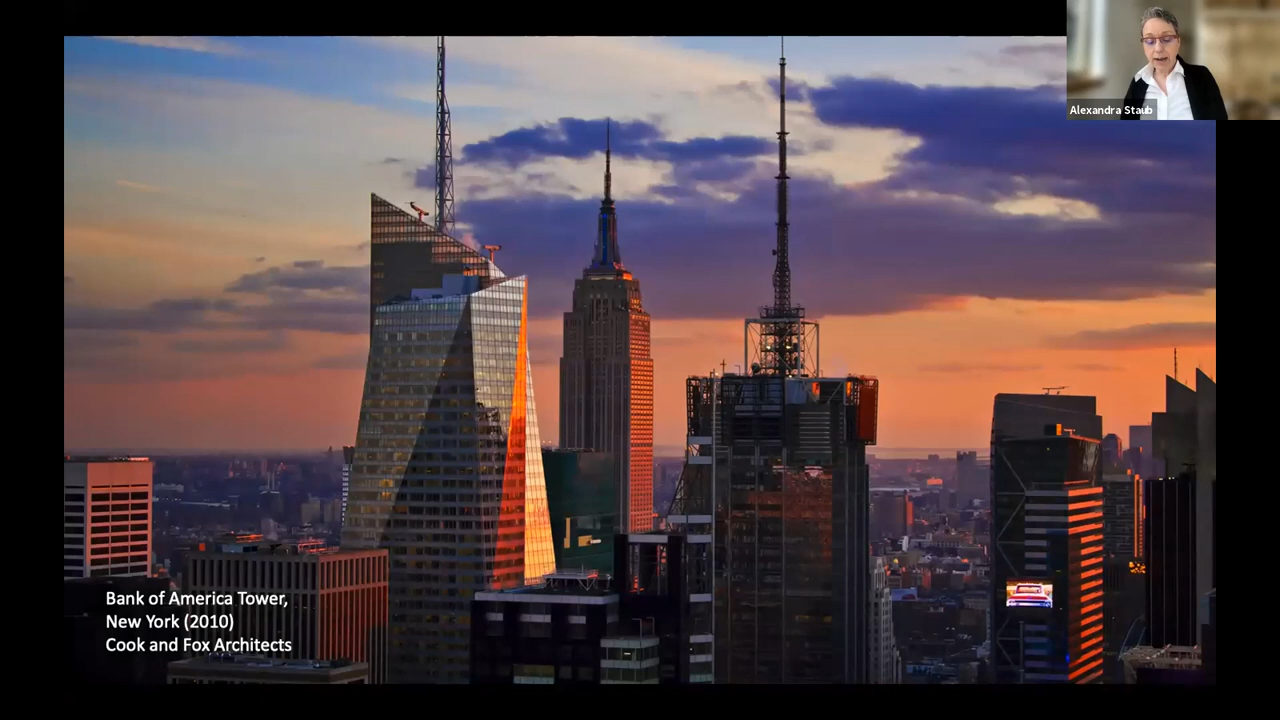 Alexandra Staub
Bank of America Tower,
New York (2010)
Cook and Fox Architects